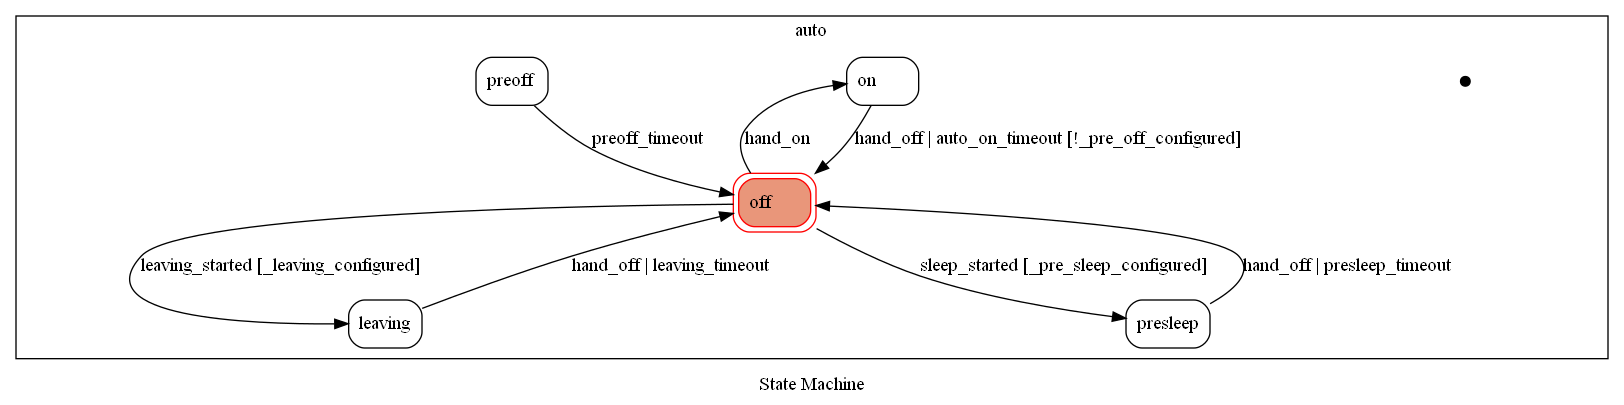 auto
preoff
on
preoff_timeout
hand_on
hand_off | auto_on_timeout [!_pre_off_configured]
off
leaving_started [_leaving_configured]
hand_off | leaving_timeout
sleep_started [_pre_sleep_configured]
hand_off | presleep_timeout
leaving
presleep
State Machine